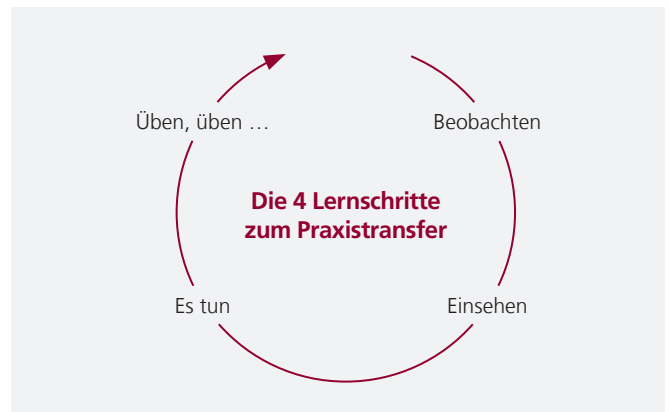 Üben, üben …
Beobachten
Die 4 Lernschritte
zum Praxistransfer
Es tun
Einsehen